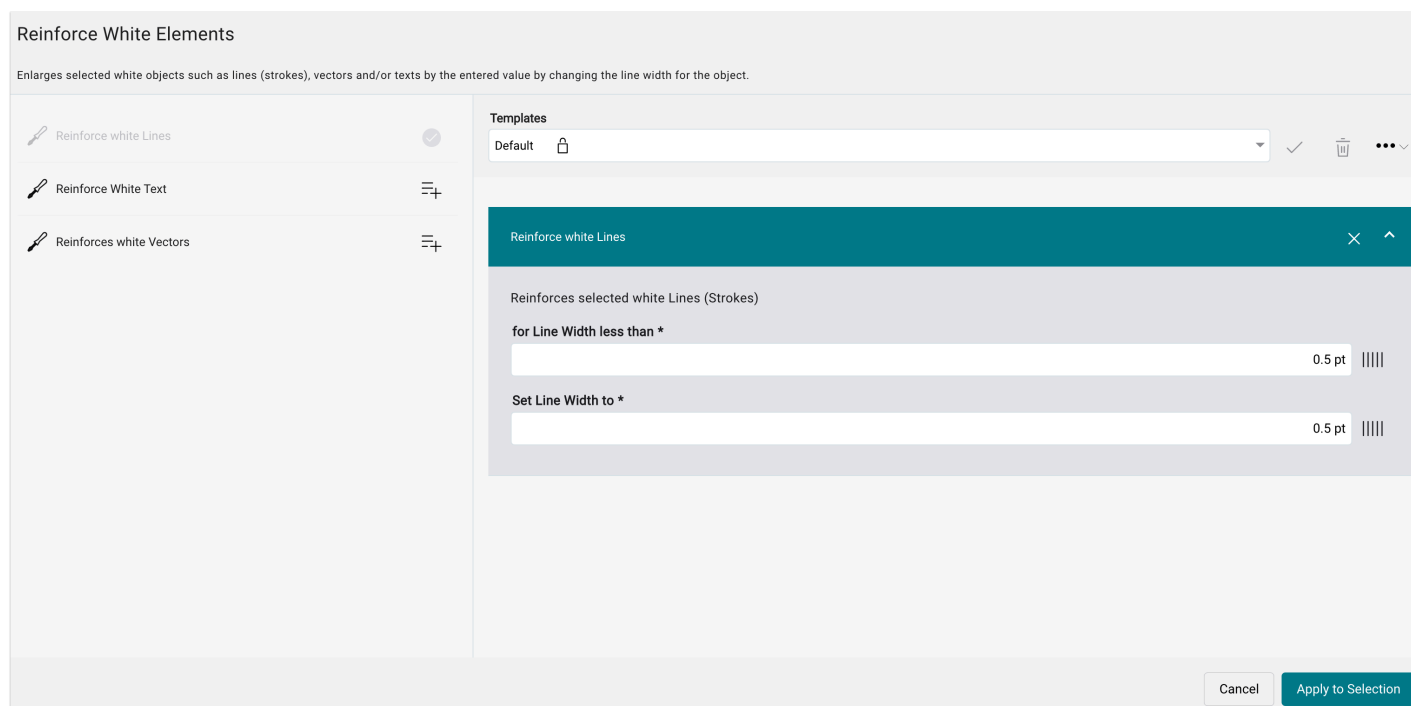 Reinforce White Elements
Enlarges selected white objects such as lines (strokes), vectors and/or texts by the entered value by changing the line width for the object.
Reinforce white Lines
Reinforce White Text
Reinforces white Vectors
Templates
Default
Reinforce white Lines
Reinforces selected white Lines (Strokes)
for Line Width less than *
0.5 pt
Set Line Width to *
0.5 pt
Cancel
Apply to Selection